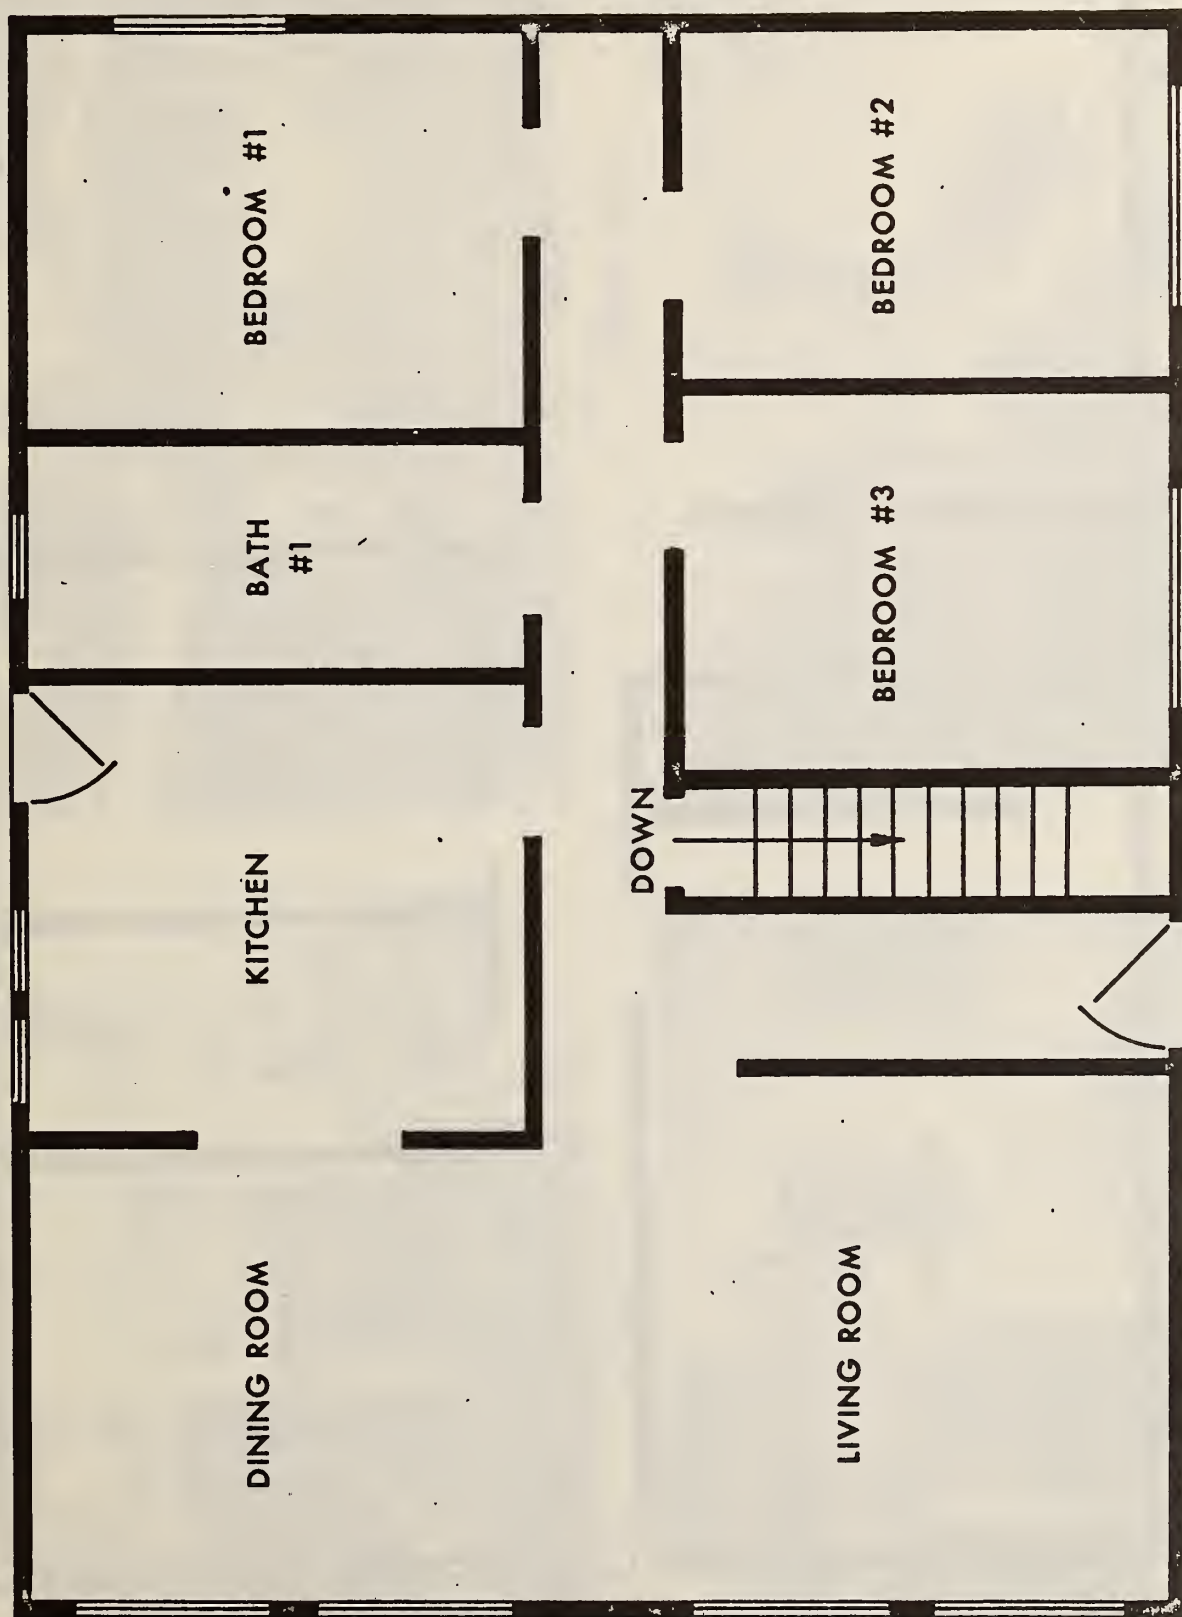 DINING ROOM
KITCHEN
BATH
#1
BEDROOM #1
DOWN
LIVING ROOM
BEDROOM #3
BEDROOM #2